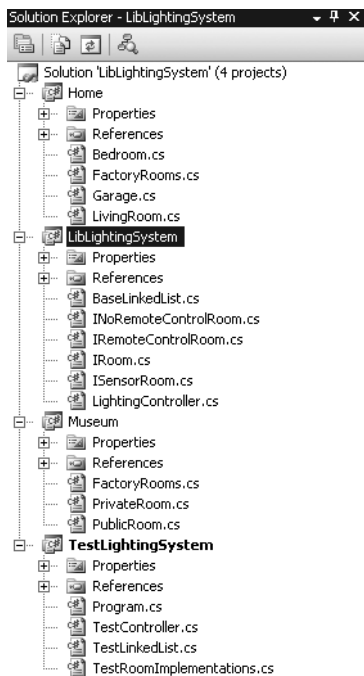 Solution Explorer - LibLightingSystem
Solution 'LibLightingSystem' (4 projects)
Home
Properties
References
Bedroom.cs
FactoryRooms.cs
Garage.cs
LivingRoom.cs
LibLightingSystem
Properties
References
BaseLinkedList.cs
INoRemoteControlRoom.cs
IRemoteControlRoom.cs
IRoom.cs
ISensorRoom.cs
LightingController.cs
Museum
Properties
References
FactoryRooms.cs
PrivateRoom.cs
PublicRoom.cs
TestLightingSystem
Properties
References
Program.cs
TestController.cs
TestLinkedList.cs
TestRoomImplementations.cs